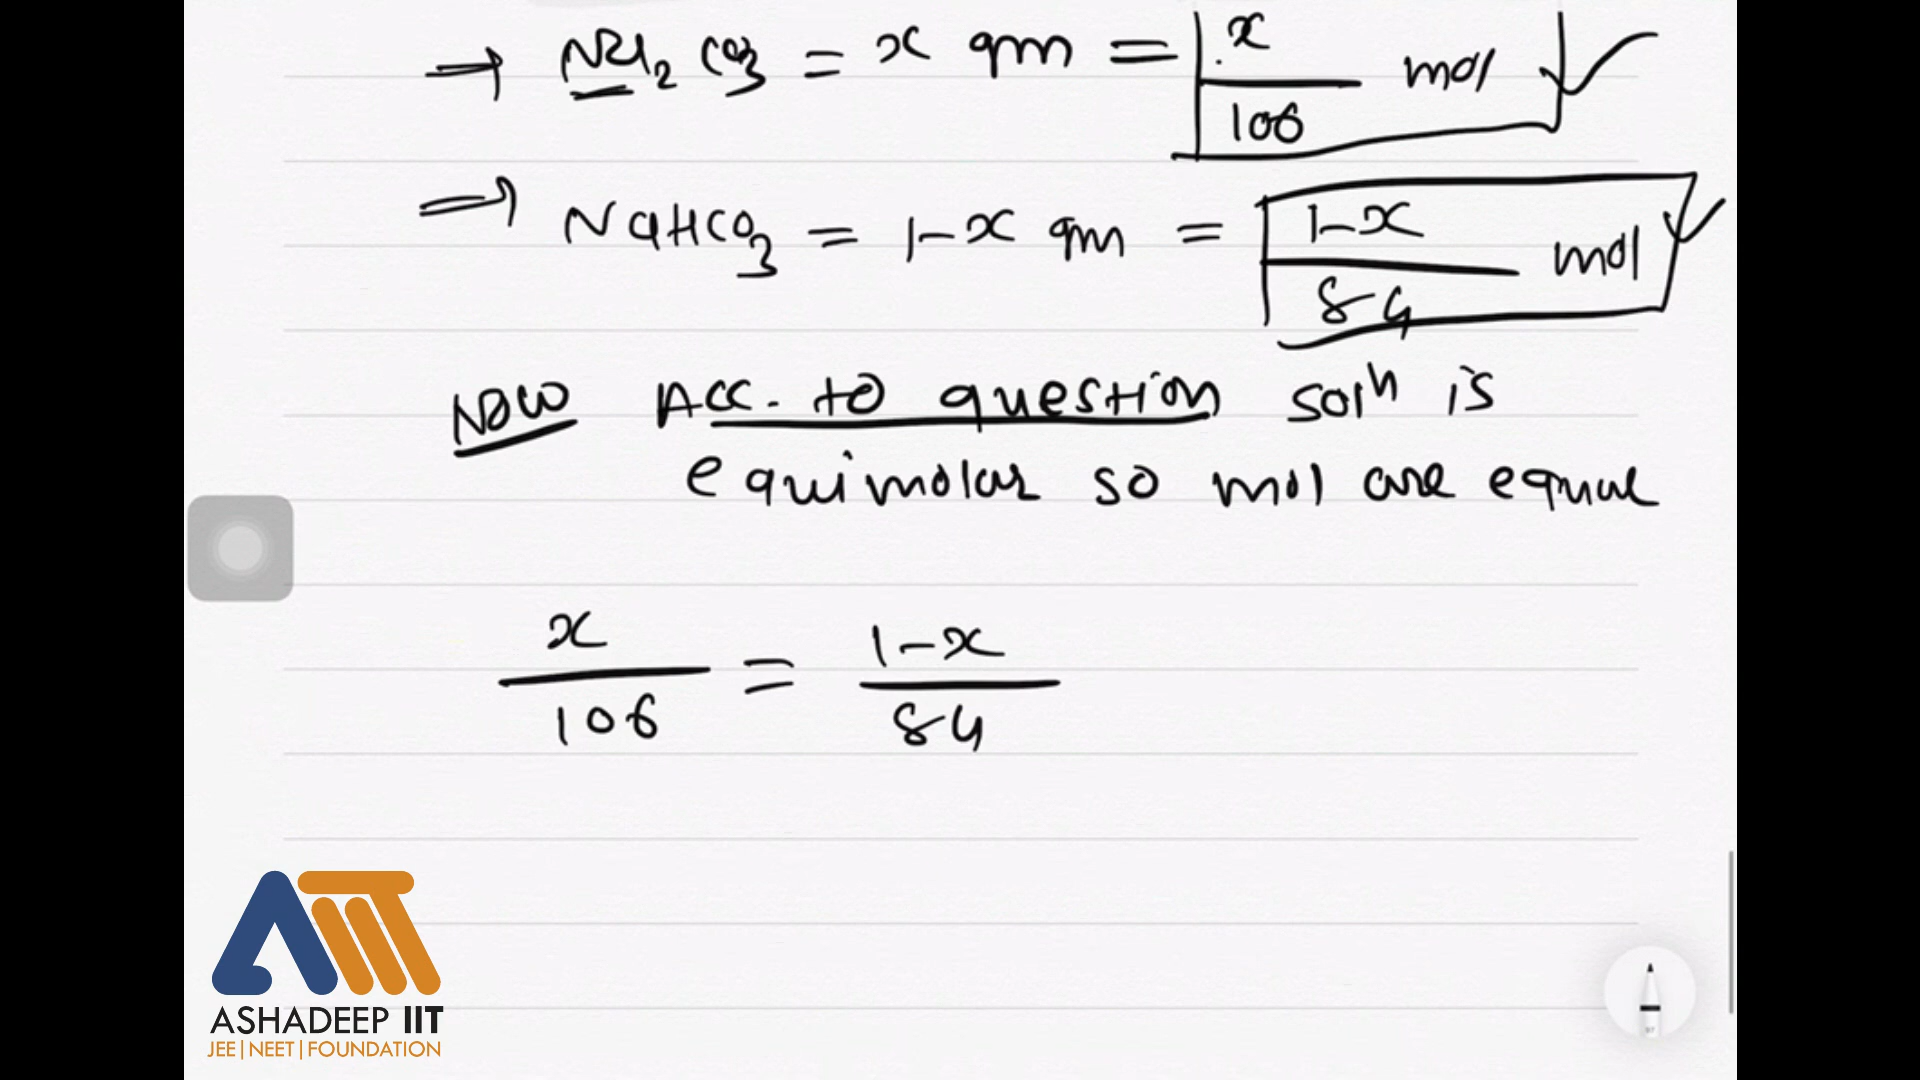 → Na2CO3 = x gm = x/106 mol ✓
⇒ NaHCO3 = 1-x gm = 1-x/84 mol ✓
Now Acc. to question solⁿ is
equimolar so mol are equal
x/106 = 1-x/84
ASHADEEP IIT
JEE | NEET | FOUNDATION